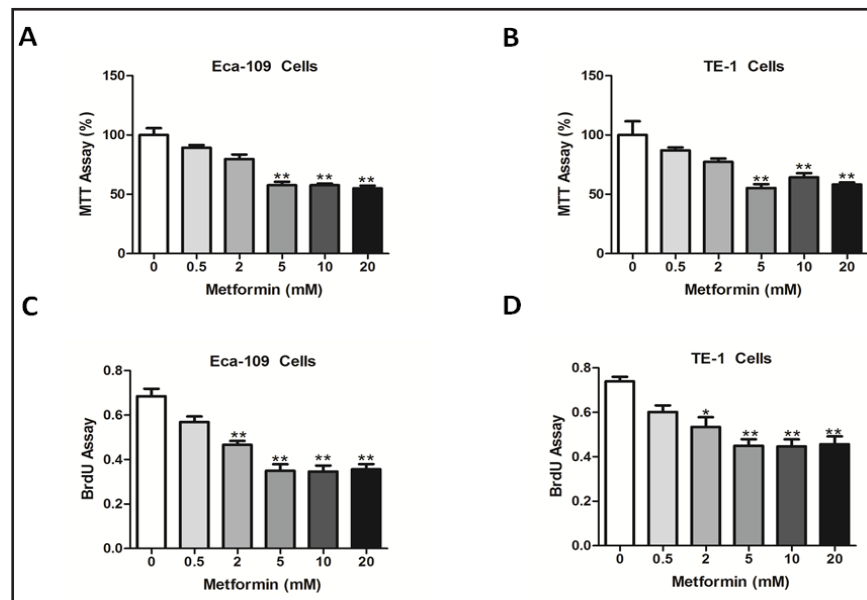 A
Eca-109 Cells
MTT Assay (%)
150
100
50
0
** ** **
0 0.5 2 5 10 20
Metformin (mM)
B
TE-1 Cells
MTT Assay (%)
150
100
50
0
** ** **
0 0.5 2 5 10 20
Metformin (mM)
C
Eca-109 Cells
BrdU Assay
0.8
0.6
0.4
0.2
0.0
** ** ** **
0 0.5 2 5 10 20
Metformin (mM)
D
TE-1 Cells
BrdU Assay
0.8
0.6
0.4
0.2
0.0
* ** ** **
0 0.5 2 5 10 20
Metformin (mM)